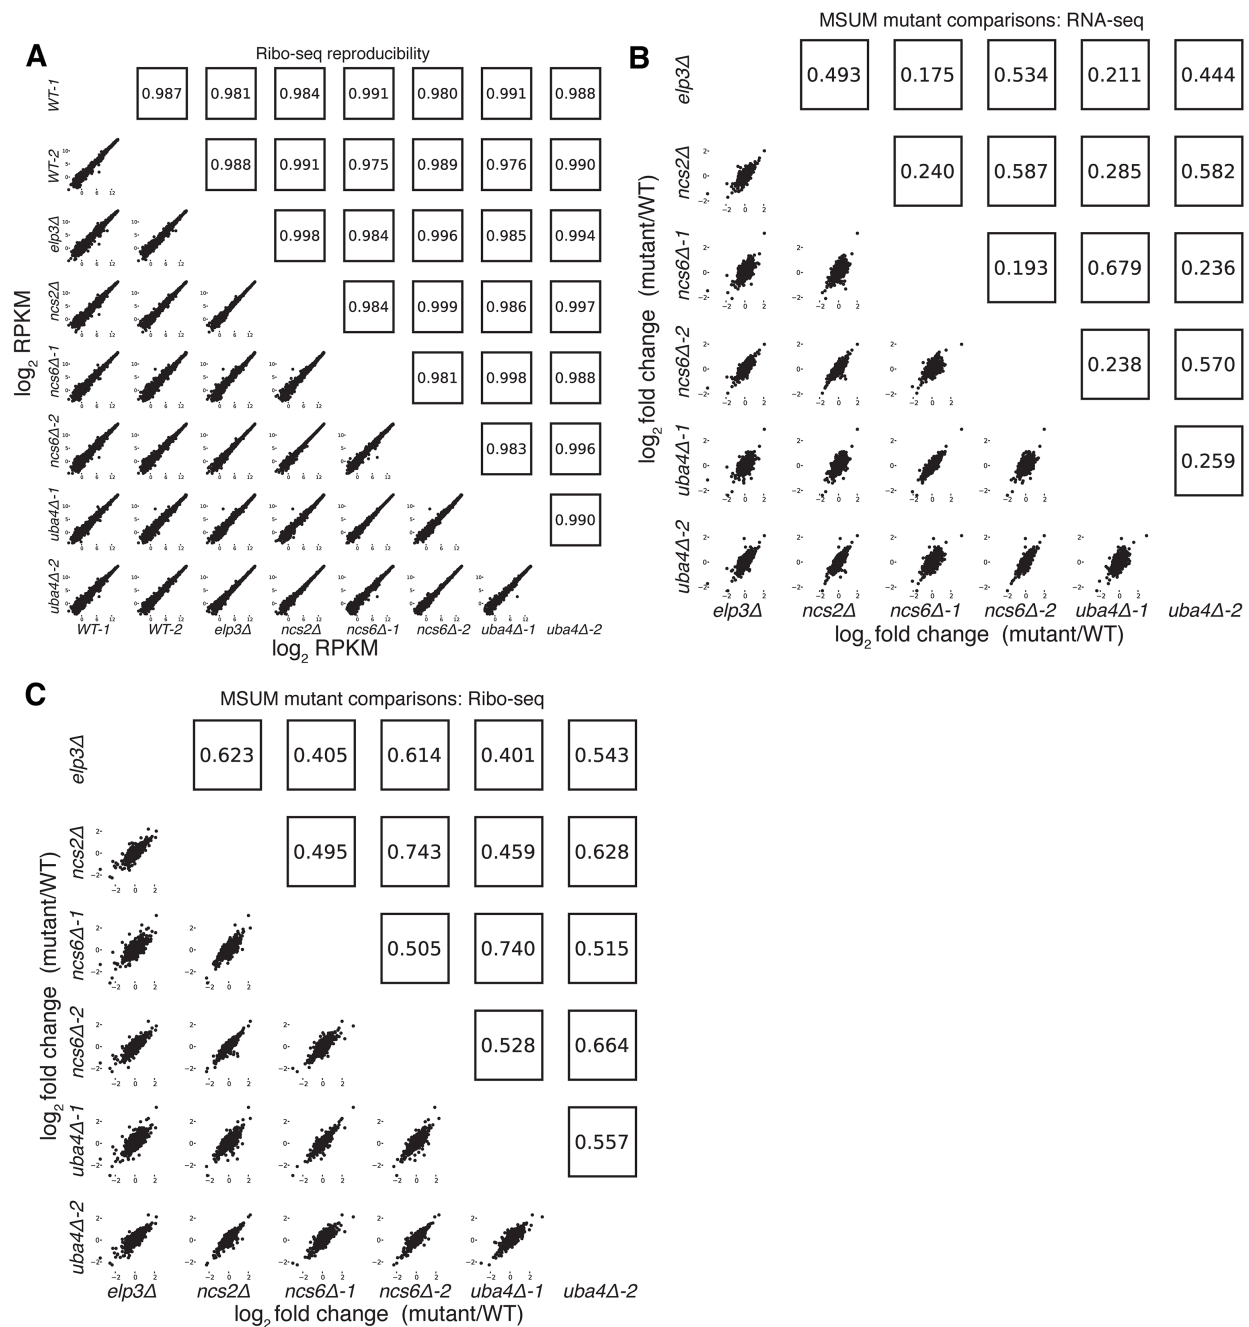 A
Ribo-seq reproducibility
WT-1
0.987 0.981 0.984 0.991 0.980 0.991 0.988
WT-2
0.988 0.991 0.975 0.989 0.976 0.990
elp3Δ
0.998 0.984 0.996 0.985 0.994
ncs2Δ
0.984 0.999 0.986 0.997
ncs6Δ-1
0.981 0.998 0.988
ncs6Δ-2
0.983 0.996
uba4Δ-1
0.990
uba4Δ-2
log2 RPKM
WT-1 WT-2 elp3Δ ncs2Δ ncs6Δ-1 ncs6Δ-2 uba4Δ-1 uba4Δ-2
log2 RPKM
B
MSUM mutant comparisons: RNA-seq
elp3Δ
0.493 0.175 0.534 0.211 0.444
ncs2Δ
0.240 0.587 0.285 0.582
ncs6Δ-1
0.193 0.679 0.236
ncs6Δ-2
0.238 0.570
uba4Δ-1
0.259
uba4Δ-2
log2 fold change (mutant/WT)
elp3Δ ncs2Δ ncs6Δ-1 ncs6Δ-2 uba4Δ-1 uba4Δ-2
log2 fold change (mutant/WT)
C
MSUM mutant comparisons: Ribo-seq
elp3Δ
0.623 0.405 0.614 0.401 0.543
ncs2Δ
0.495 0.743 0.459 0.628
ncs6Δ-1
0.505 0.740 0.515
ncs6Δ-2
0.528 0.664
uba4Δ-1
0.557
uba4Δ-2
log2 fold change (mutant/WT)
elp3Δ ncs2Δ ncs6Δ-1 ncs6Δ-2 uba4Δ-1 uba4Δ-2
log2 fold change (mutant/WT)